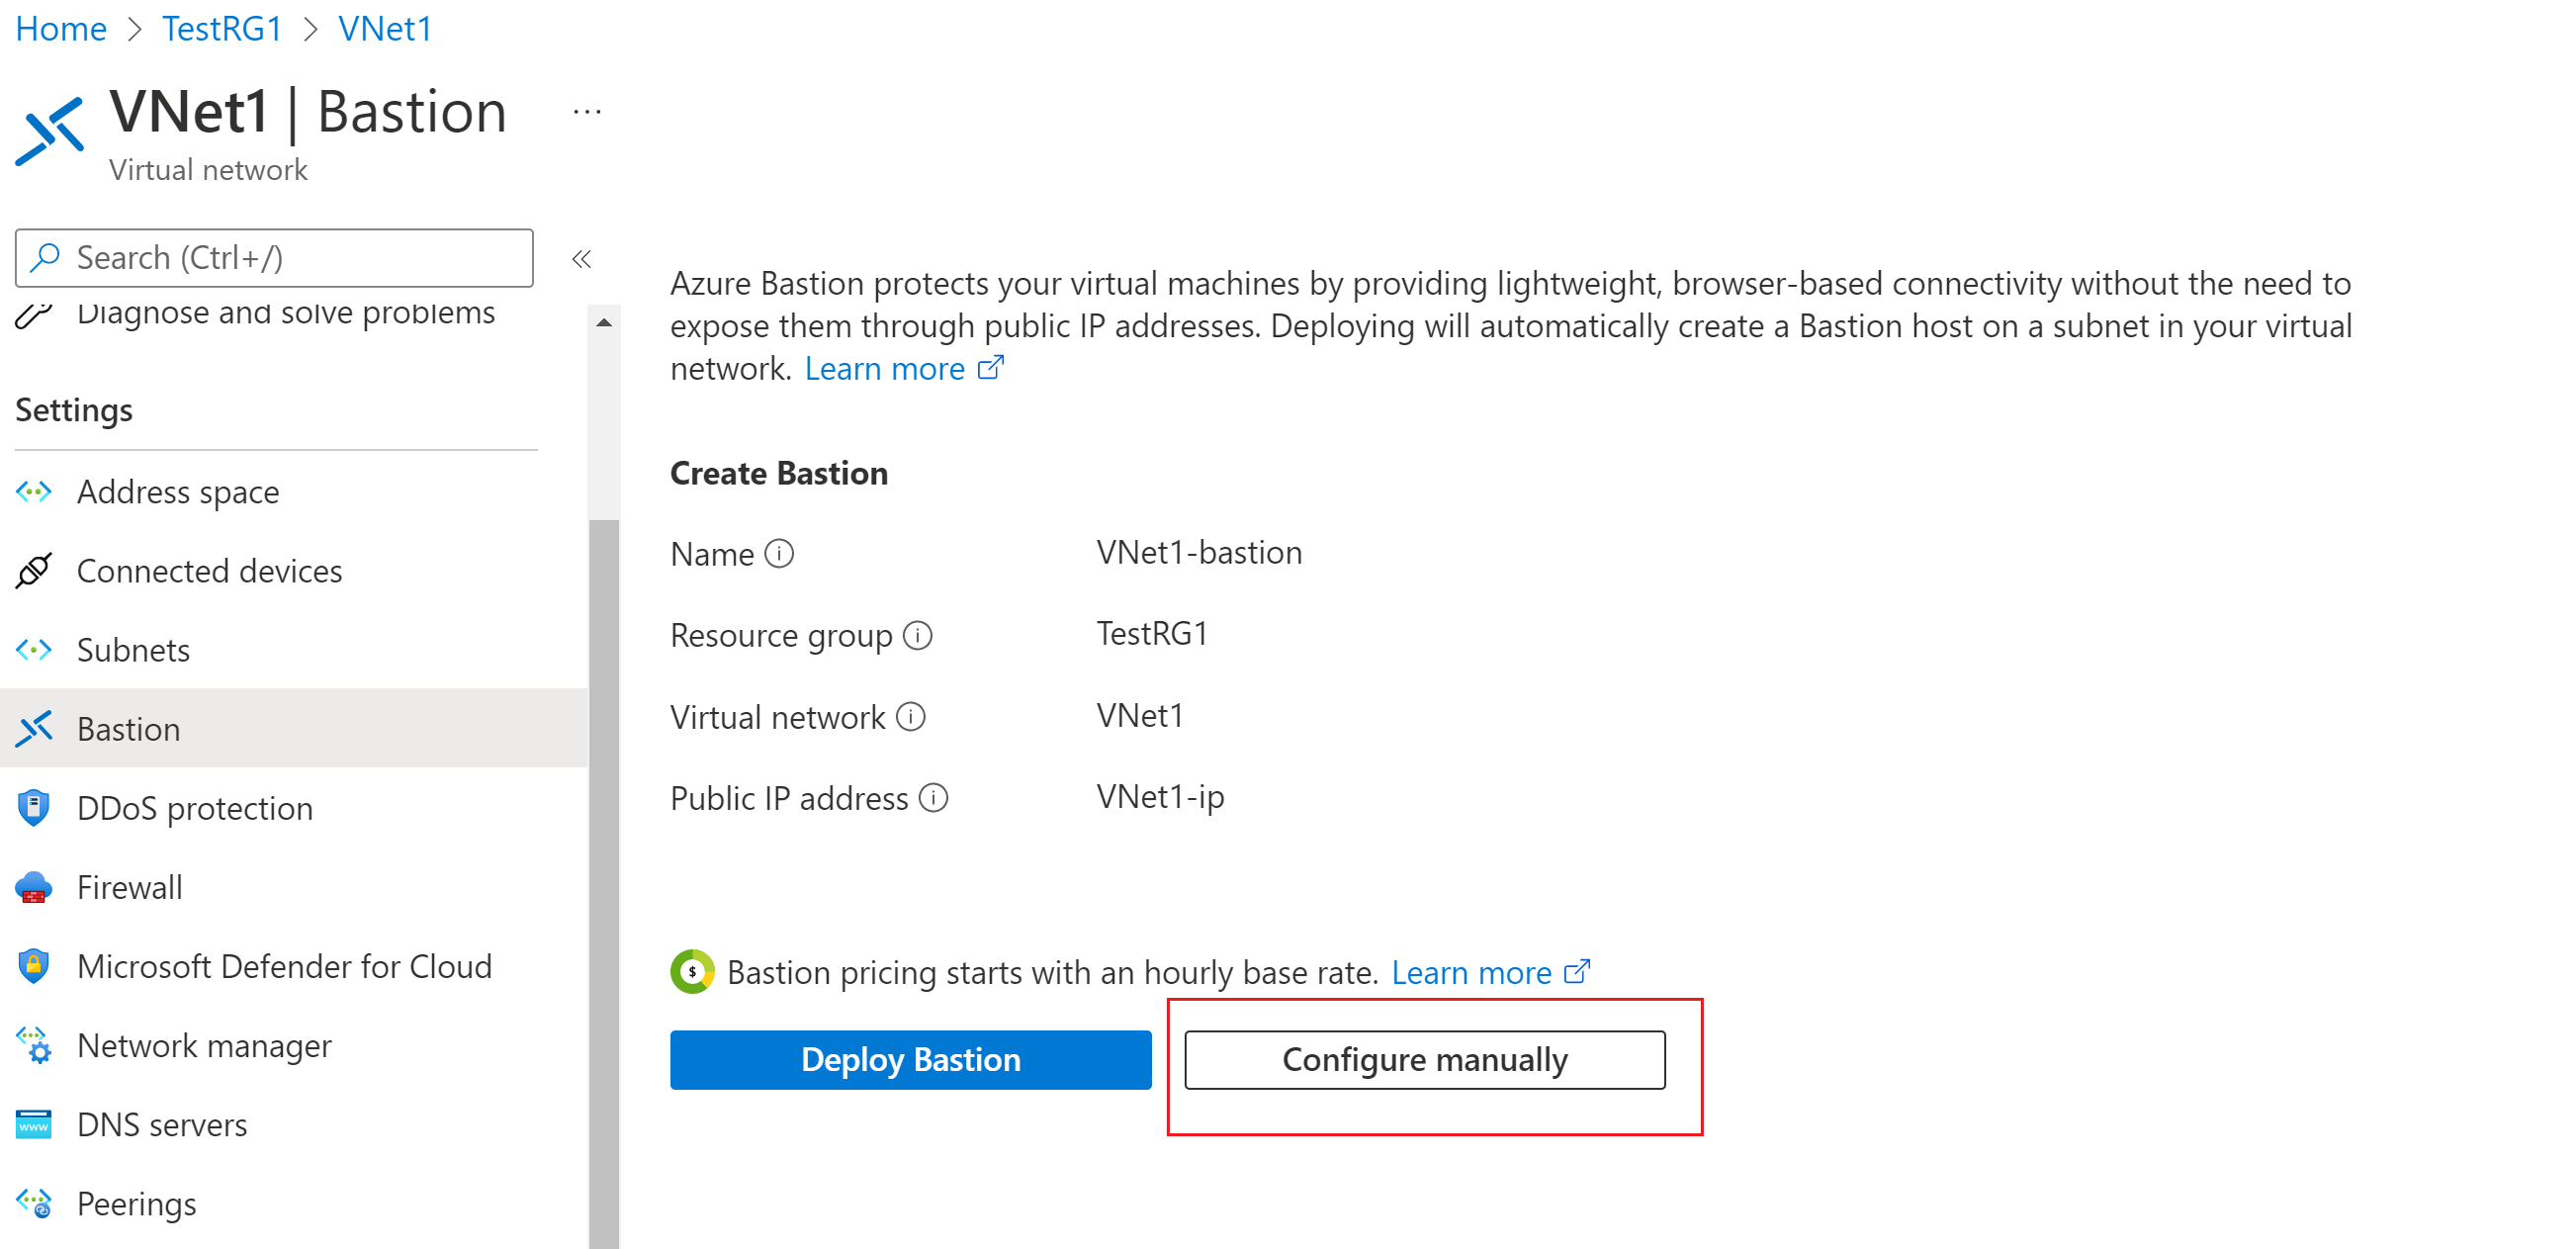 Home > TestRG1 > VNet1
VNet1 | Bastion ...
Virtual network
Search (Ctrl+/)
«
Diagnose and solve problems
Settings
Address space
Connected devices
Subnets
Bastion
DDoS protection
Firewall
Microsoft Defender for Cloud
Network manager
www
DNS servers
Peerings
Azure Bastion protects your virtual machines by providing lightweight, browser-based connectivity without the need to
expose them through public IP addresses. Deploying will automatically create a Bastion host on a subnet in your virtual
network. Learn more
Create Bastion
Name VNet1-bastion
Resource group TestRG1
Virtual network VNet1
Public IP address VNet1-ip
$ Bastion pricing starts with an hourly base rate. Learn more
Deploy Bastion
Configure manually